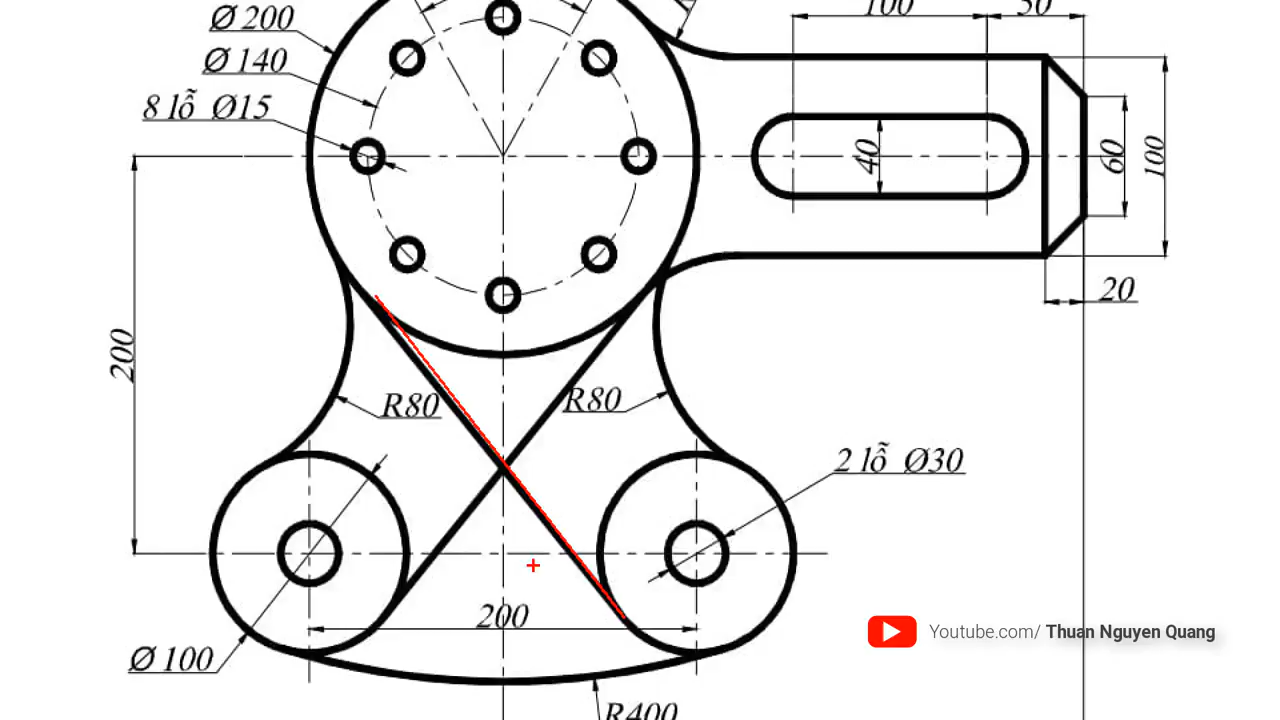 100
50
Ø 200
Ø 140
8 lỗ Ø15
40
60
100
20
200
R80
R80
2 lỗ Ø30
200
Ø 100
R400
Youtube.com/ Thuan Nguyen Quang